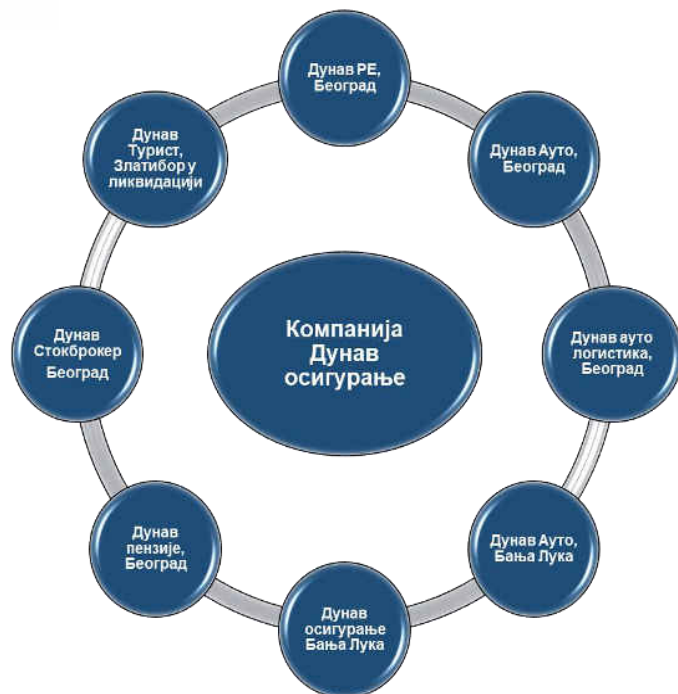 Дунав РЕ,
Београд
Дунав
Турист,
Златибор у
ликвидацији
Дунав Ауто,
Београд
Компанија
Дунав
осигурање
Дунав
Стокброкер
Београд
Дунав ауто
логистика,
Београд
Дунав
пензије,
Београд
Дунав Ауто,
Бања Лука
Дунав
осигурање
Бања Лука